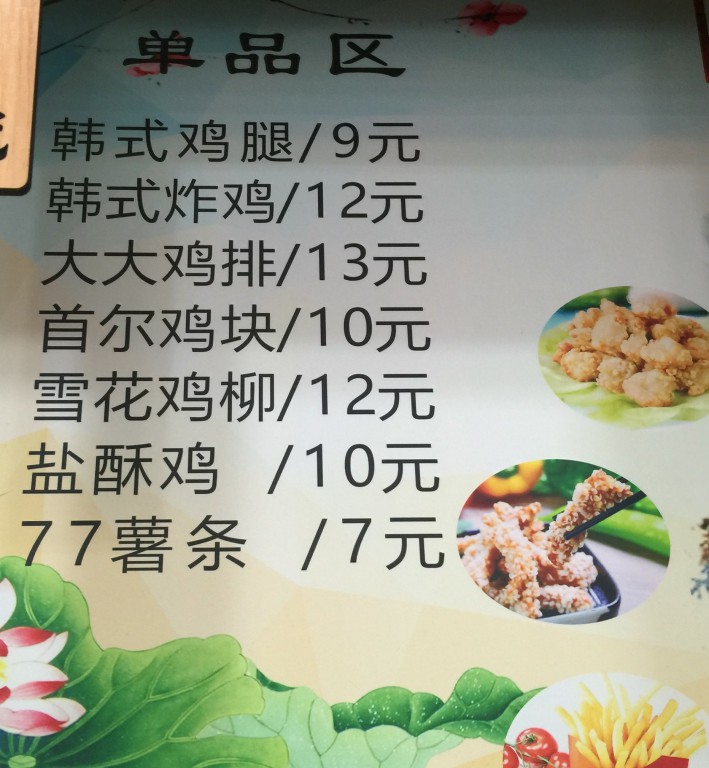 单品区
韩式鸡腿/9元
韩式炸鸡/12元
大大鸡排/13元
首尔鸡块/10元
雪花鸡柳/12元
盐酥鸡 /10元
77薯条 /7元